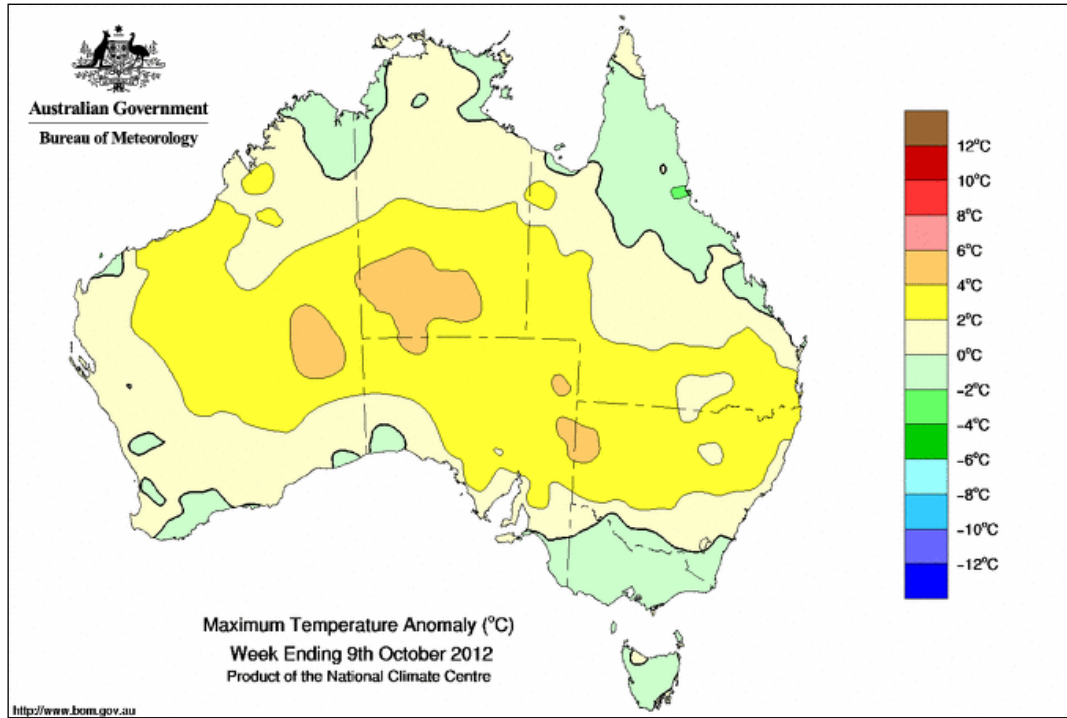 Australian Government
Bureau of Meteorology
12°C
10°C
8°C
6°C
4°C
2°C
0°C
-2°C
-4°C
-6°C
-8°C
-10°C
-12°C
Maximum Temperature Anomaly (°C)
Week Ending 9th October 2012
Product of the National Climate Centre
http://www.bom.gov.au